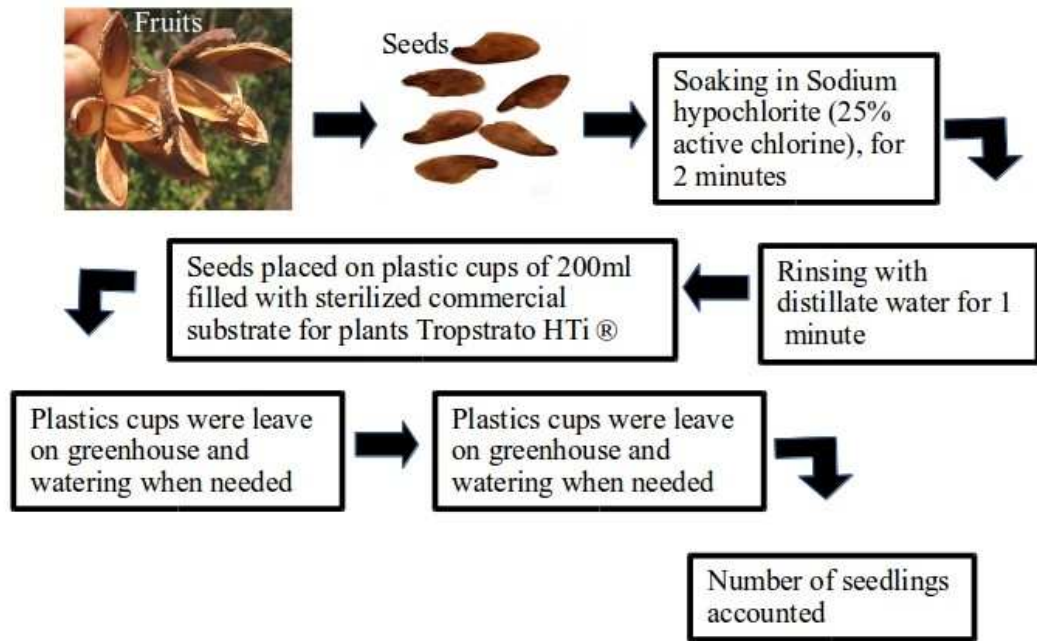 Fruits
Seeds
Soaking in Sodium
hypochlorite (25%
active chlorine), for
2 minutes
Rinsing with
distillate water for 1
minute
Seeds placed on plastic cups of 200ml
filled with sterilized commercial
substrate for plants Tropstrato HTi ®
Plastics cups were leave
on greenhouse and
watering when needed
Plastics cups were leave
on greenhouse and
watering when needed
Number of seedlings
accounted